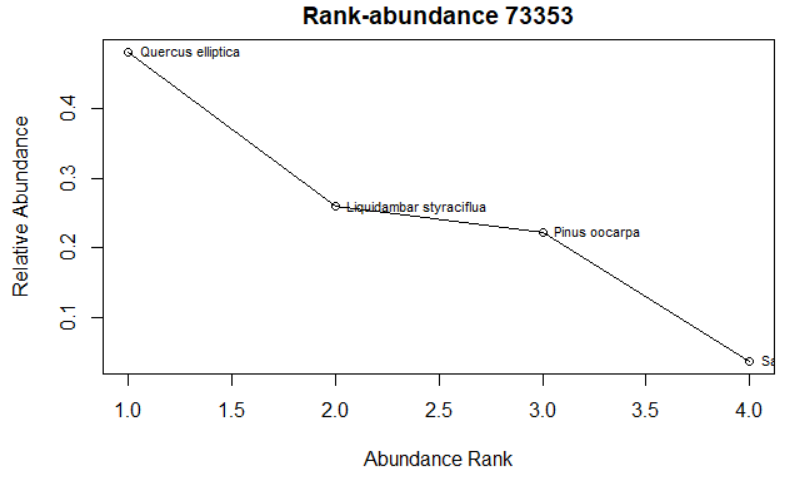 Rank-abundance 73353
Relative Abundance
0.4
0.3
0.2
0.1
Quercus elliptica
Liquidambar styraciflua
Pinus oocarpa
1.0 1.5 2.0 2.5 3.0 3.5 4.0
Abundance Rank